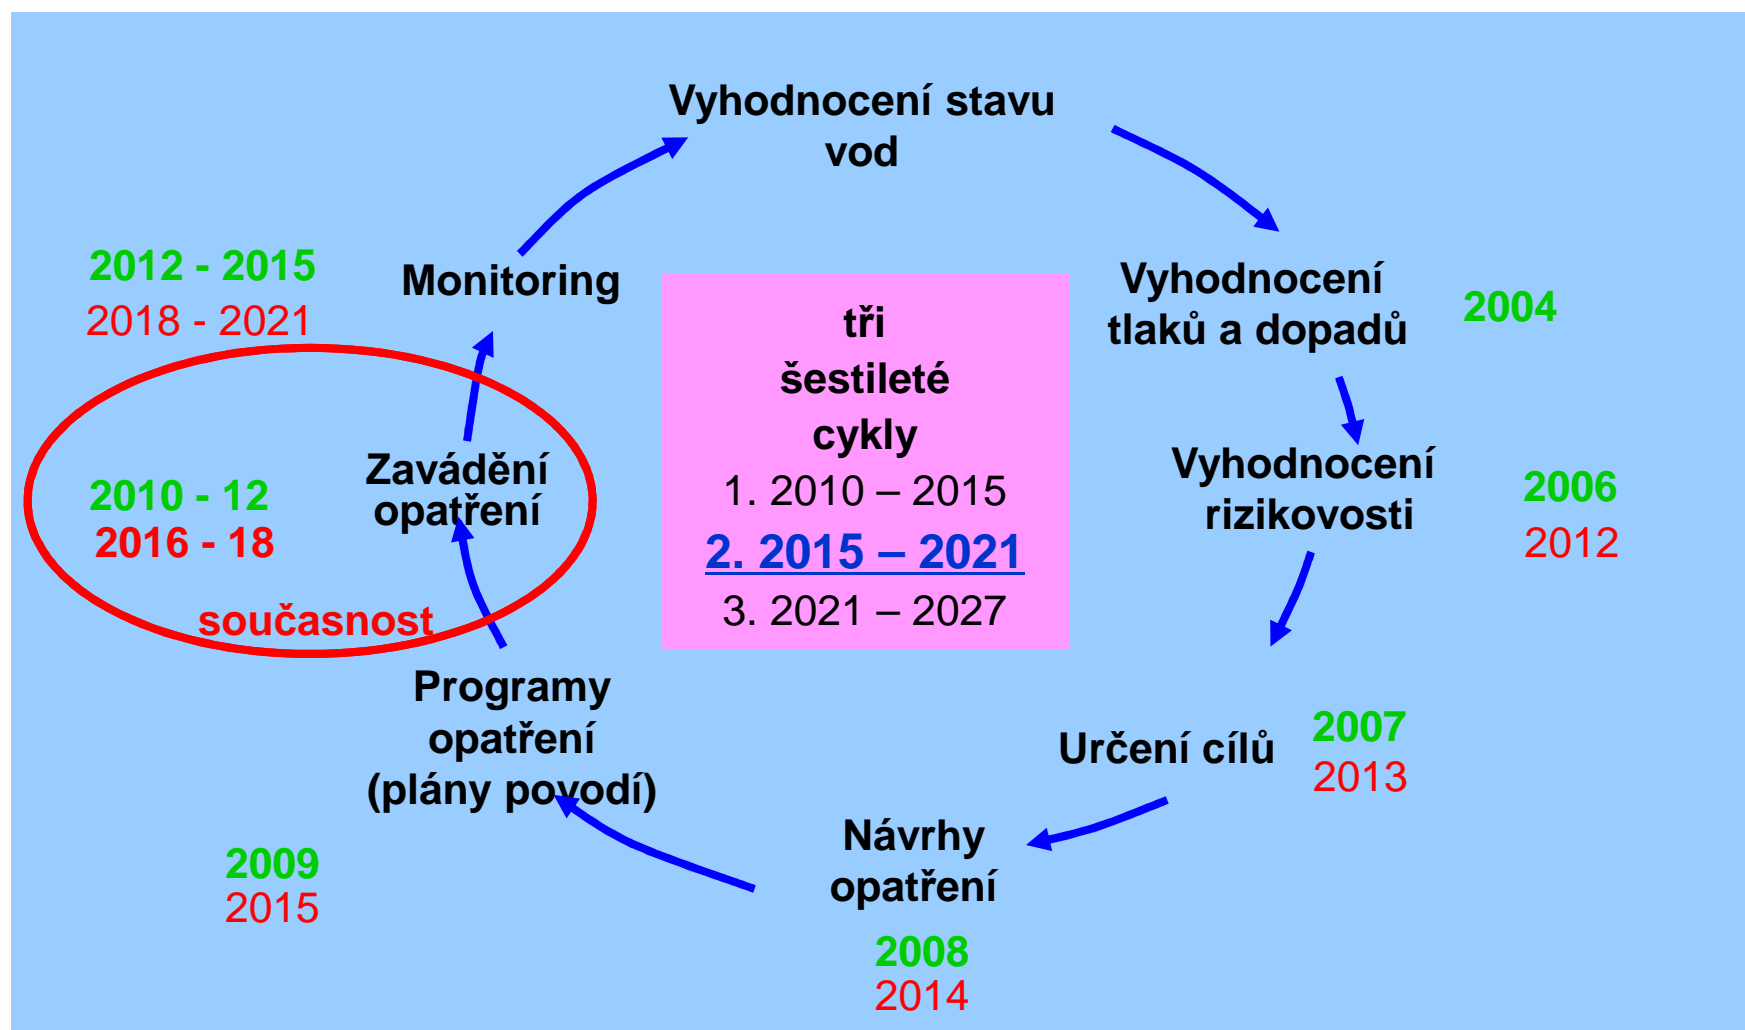 Vyhodnocení stavu
vod
2012 - 2015
2018 - 2021
Monitoring
Vyhodnocení
tlaků a dopadů
2004
tři
šestileté
cykly
1. 2010 – 2015
2. 2015 – 2021
3. 2021 – 2027
Zavádění
opatření
2010 - 12
2016 - 18
současnost
Vyhodnocení
rizikovosti
2006
2012
Programy
opatření
(plány povodí)
2009
2015
Určení cílů
2007
2013
Návrhy
opatření
2008
2014